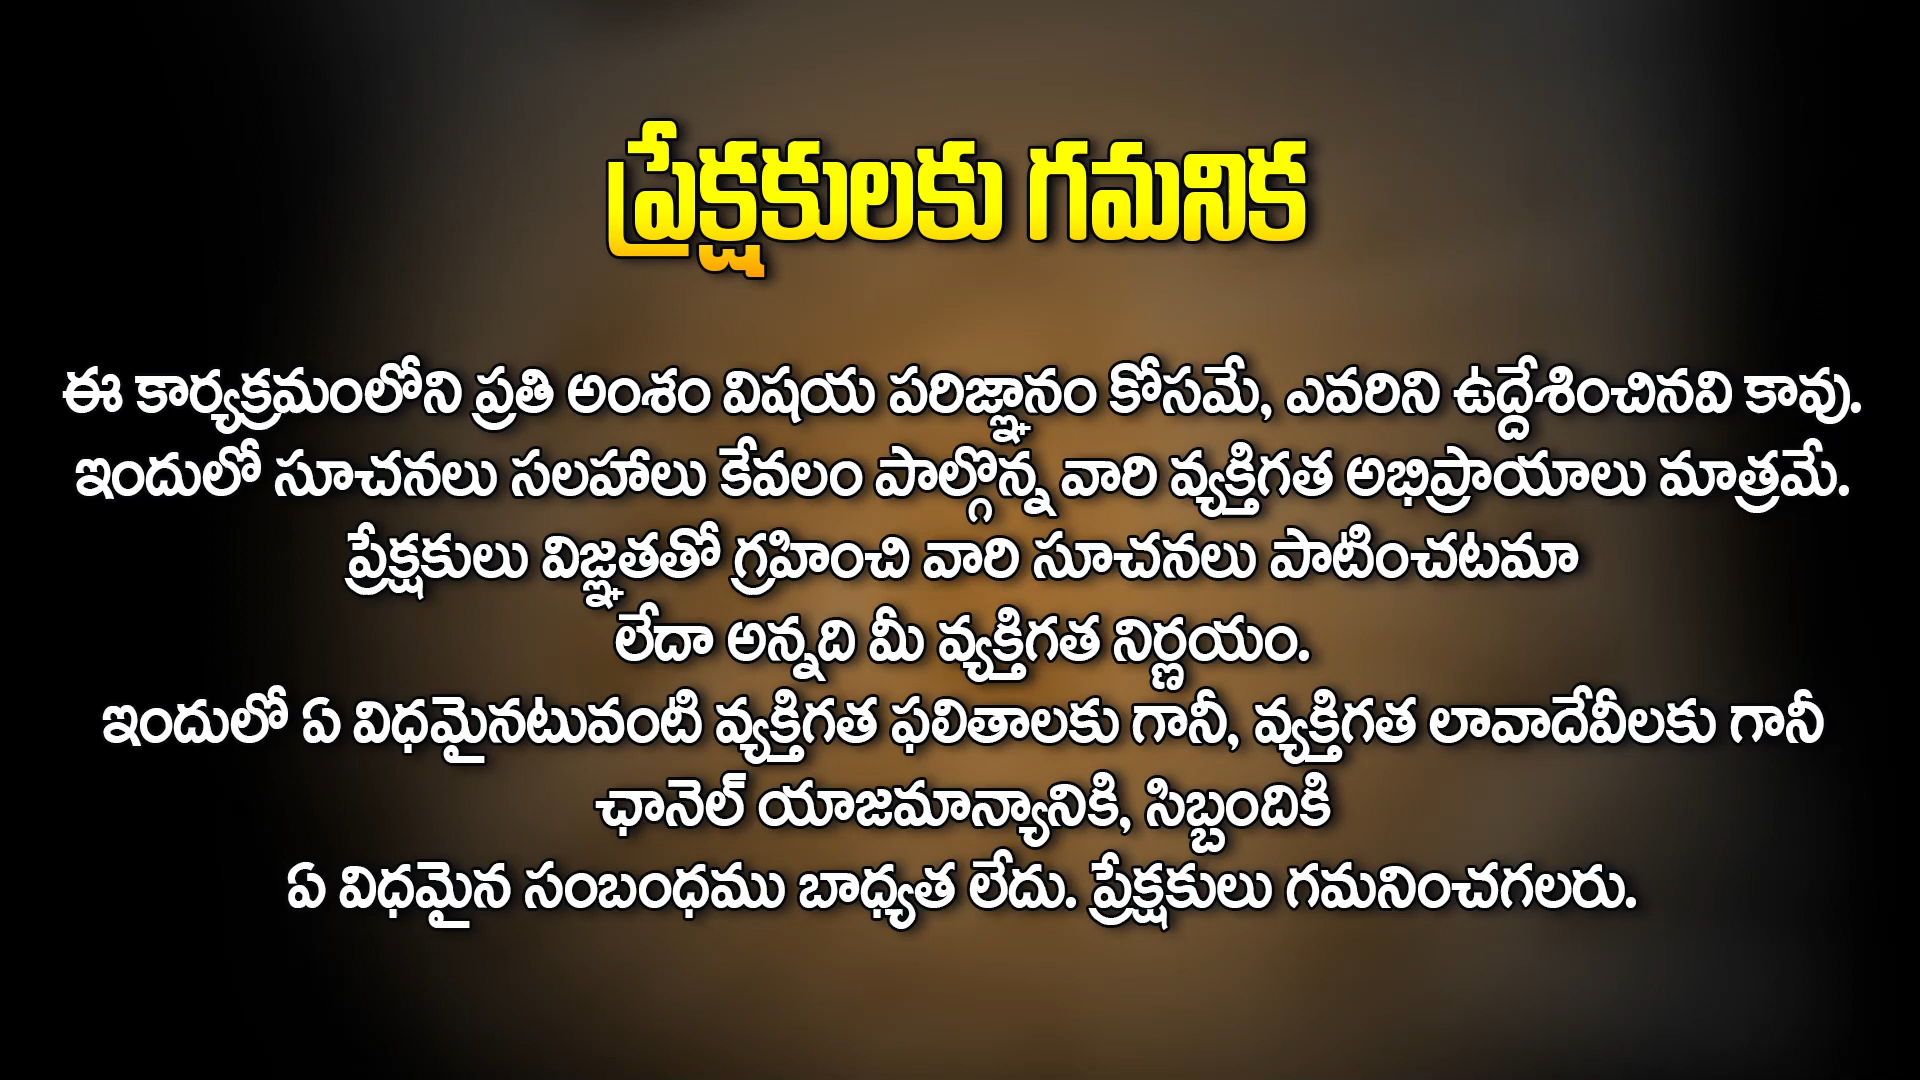 ప్రేక్షకులకు గమనిక
ఈ కార్యక్రమంలోని ప్రతి అంశం విషయ పరిజ్ఞానం కోసమే, ఎవరిని ఉద్దేశించినవి కావు.
ఇందులో సూచనలు సలహాలు కేవలం పాల్గొన్న వారి వ్యక్తిగత అభిప్రాయాలు మాత్రమే.
ప్రేక్షకులు విజ్ఞతతో గ్రహించి వారి సూచనలు పాటించటమా
లేదా అన్నది మీ వ్యక్తిగత నిర్ణయం.
ఇందులో ఏ విధమైనటువంటి వ్యక్తిగత ఫలితాలకు గానీ, వ్యక్తిగత లావాదేవీలకు గానీ
ఛానెల్ యాజమాన్యానికి, సిబ్బందికి
ఏ విధమైన సంబంధము బాధ్యత లేదు. ప్రేక్షకులు గమనించగలరు.